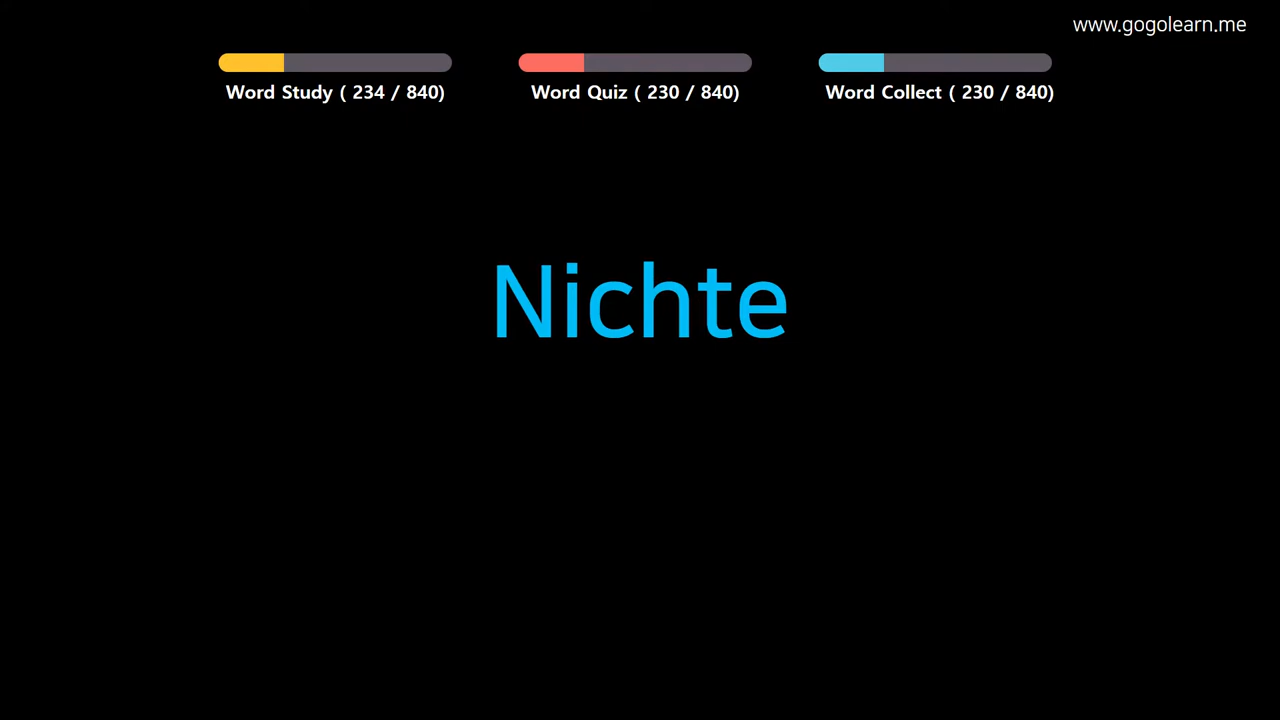 www.gogolearn.me
Word Study ( 234 / 840)
Word Quiz ( 230 / 840)
Word Collect ( 230 / 840)
Nichte